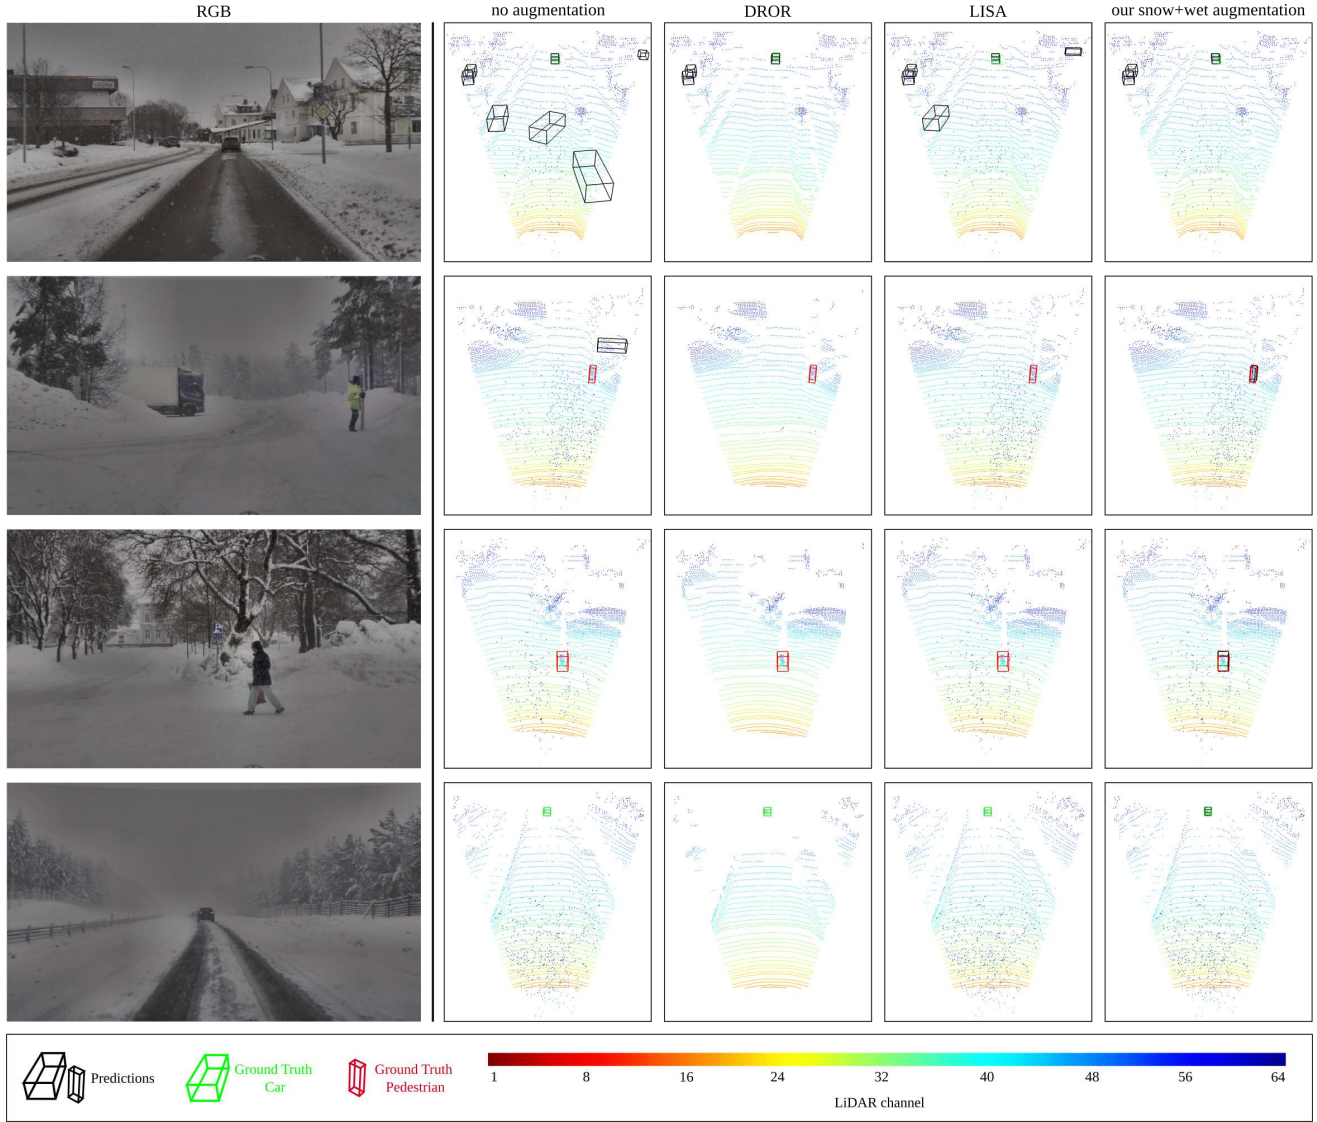 RGB
no augmentation
DROR
LISA
our snow+wet augmentation
Predictions
Ground Truth
Car
Ground Truth
Pedestrian
1 8 16 24 32 40 48 56 64
LiDAR channel